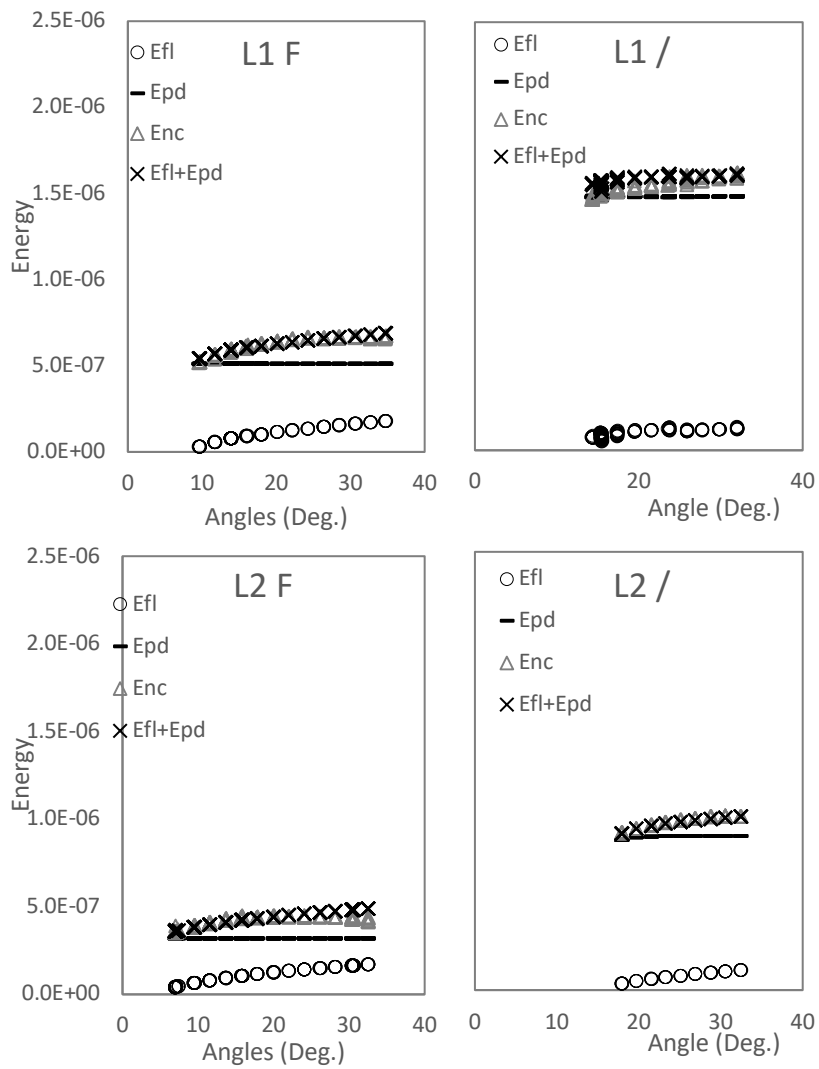 L1 F
Efl
Epd
Enc
Efl+Epd
2.5E-06
2.0E-06
1.5E-06
1.0E-06
5.0E-07
0.0E+00
Energy
0
10
20
30
40
Angles (Deg.)
L1 /
Efl
Epd
Enc
Efl+Epd
0
20
40
Angle (Deg.)
L2 F
Efl
Epd
Enc
Efl+Epd
2.5E-06
2.0E-06
1.5E-06
1.0E-06
5.0E-07
0.0E+00
Energy
0
10
20
30
40
Angles (Deg.)
L2 /
Efl
Epd
Enc
Efl+Epd
0
10
20
30
40
Angle (Deg.)